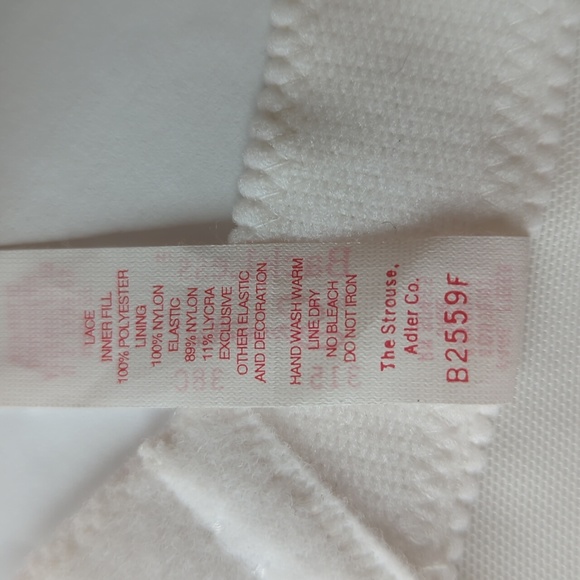 LACE
INNER FILL
100% POLYESTER
LINING
100% NYLON
ELASTIC
89% NYLON
11% LYCRA
EXCLUSIVE
OTHER ELASTIC
AND DECORATION
HAND WASH WARM
LINE DRY
NO BLEACH
DO NOT IRON
The Strouse,
Adler Co.
B2559F